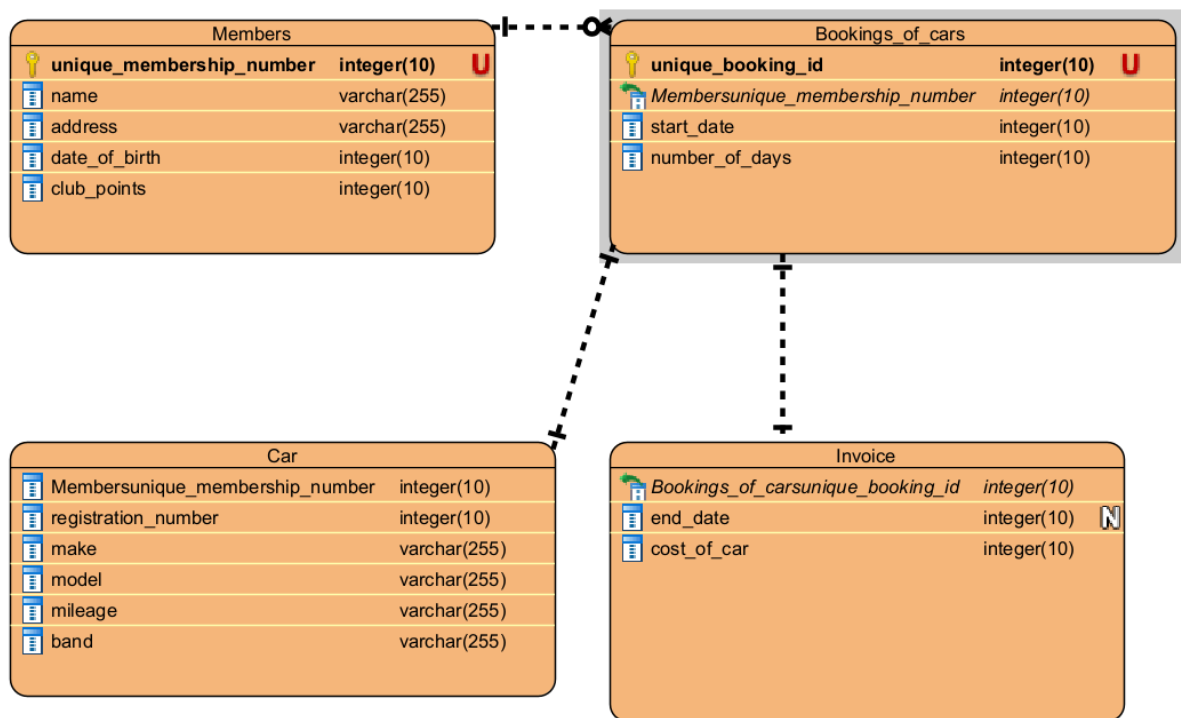 Members
unique_membership_number integer(10) U
name varchar(255)
address varchar(255)
date_of_birth integer(10)
club_points integer(10)
Bookings_of_cars
unique_booking_id integer(10) U
Membersunique_membership_number integer(10)
start_date integer(10)
number_of_days integer(10)
Car
Membersunique_membership_number integer(10)
registration_number integer(10)
make varchar(255)
model varchar(255)
mileage varchar(255)
band varchar(255)
Invoice
Bookings_of_carsunique_booking_id integer(10)
end_date integer(10) N
cost_of_car integer(10)